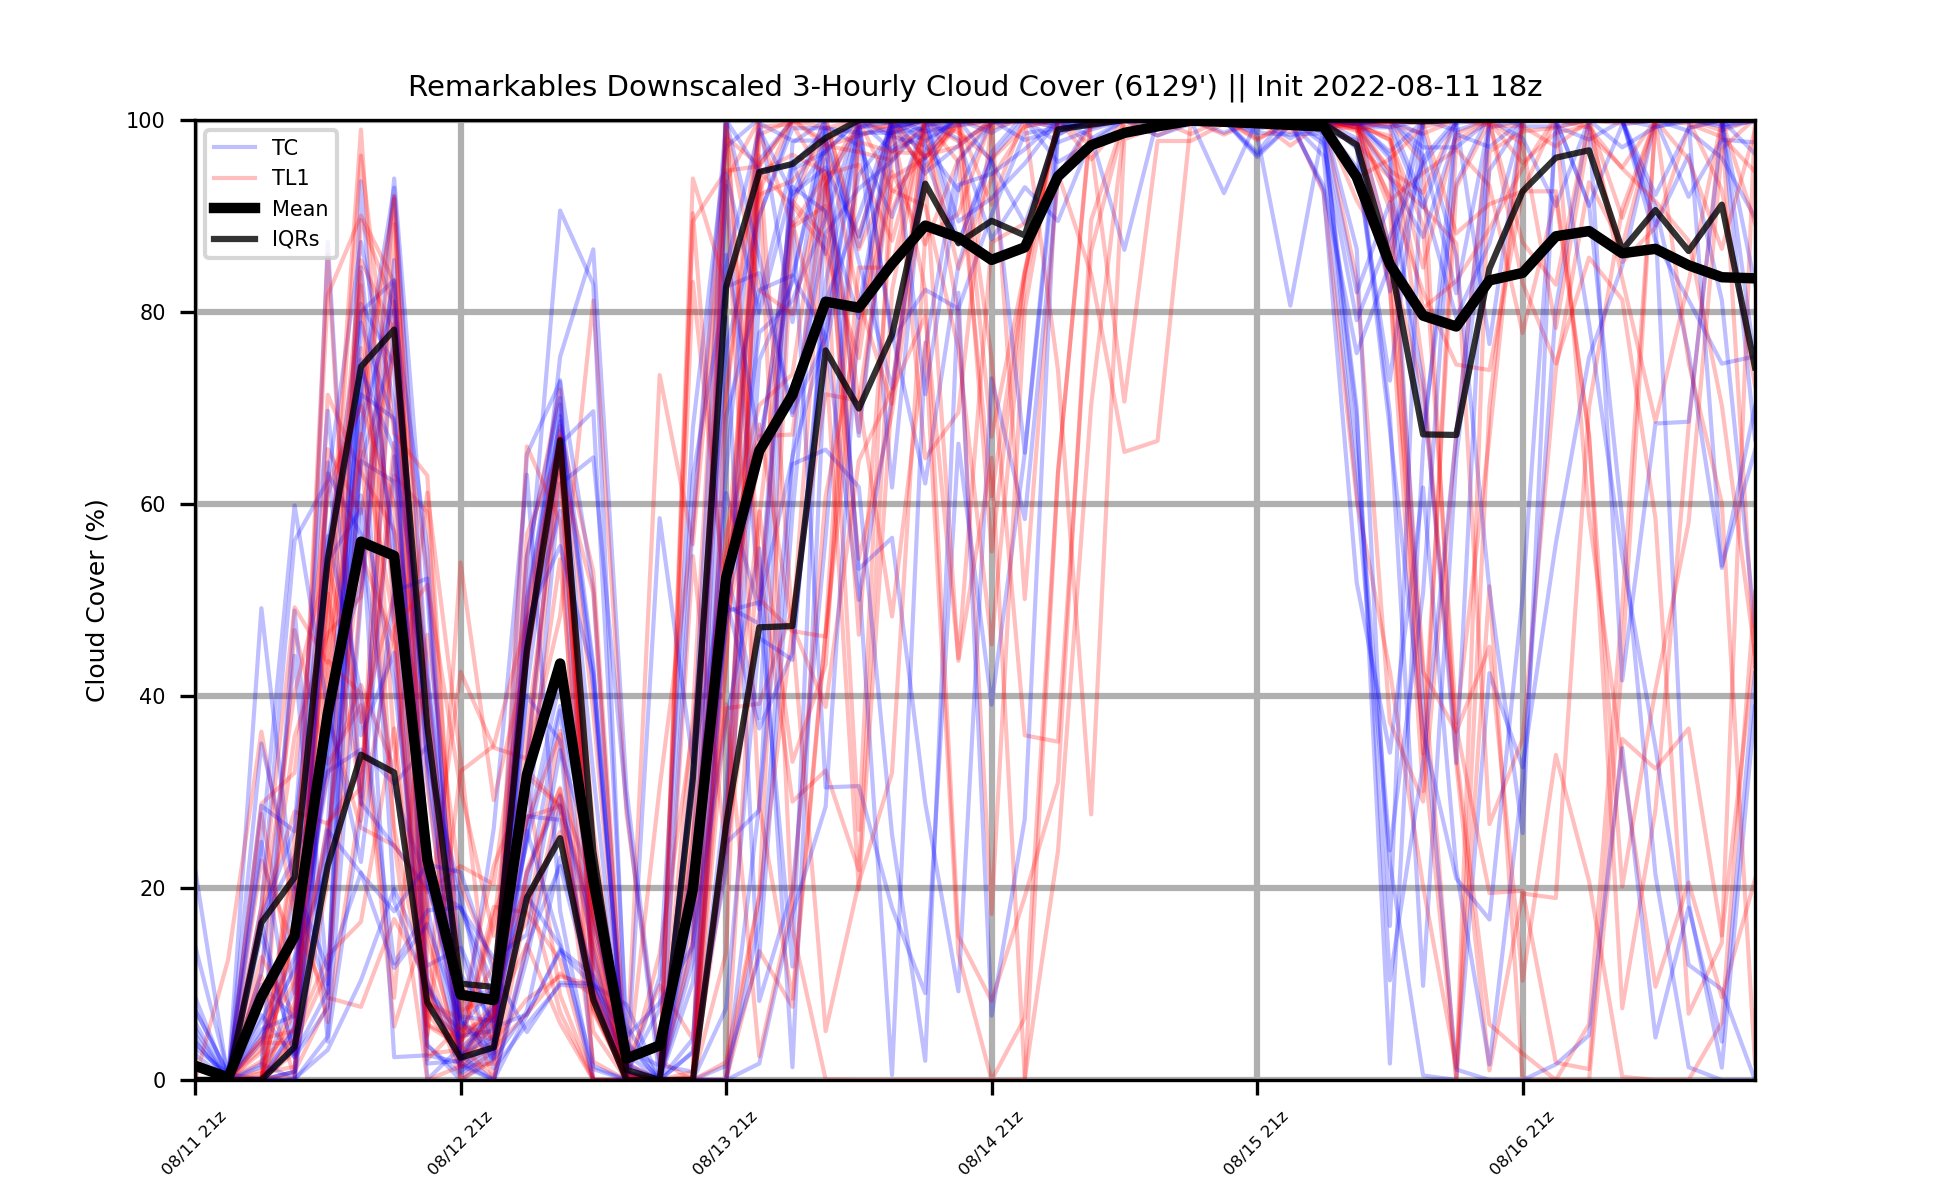 Remarkables Downscaled 3-Hourly Cloud Cover (6129') || Init 2022-08-11 18z
TC
TL1
Mean
IQRs
Cloud Cover (%)
100
80
60
40
20
0
08/11 21z
08/12 21z
08/13 21z
08/14 21z
08/15 21z
08/16 21z